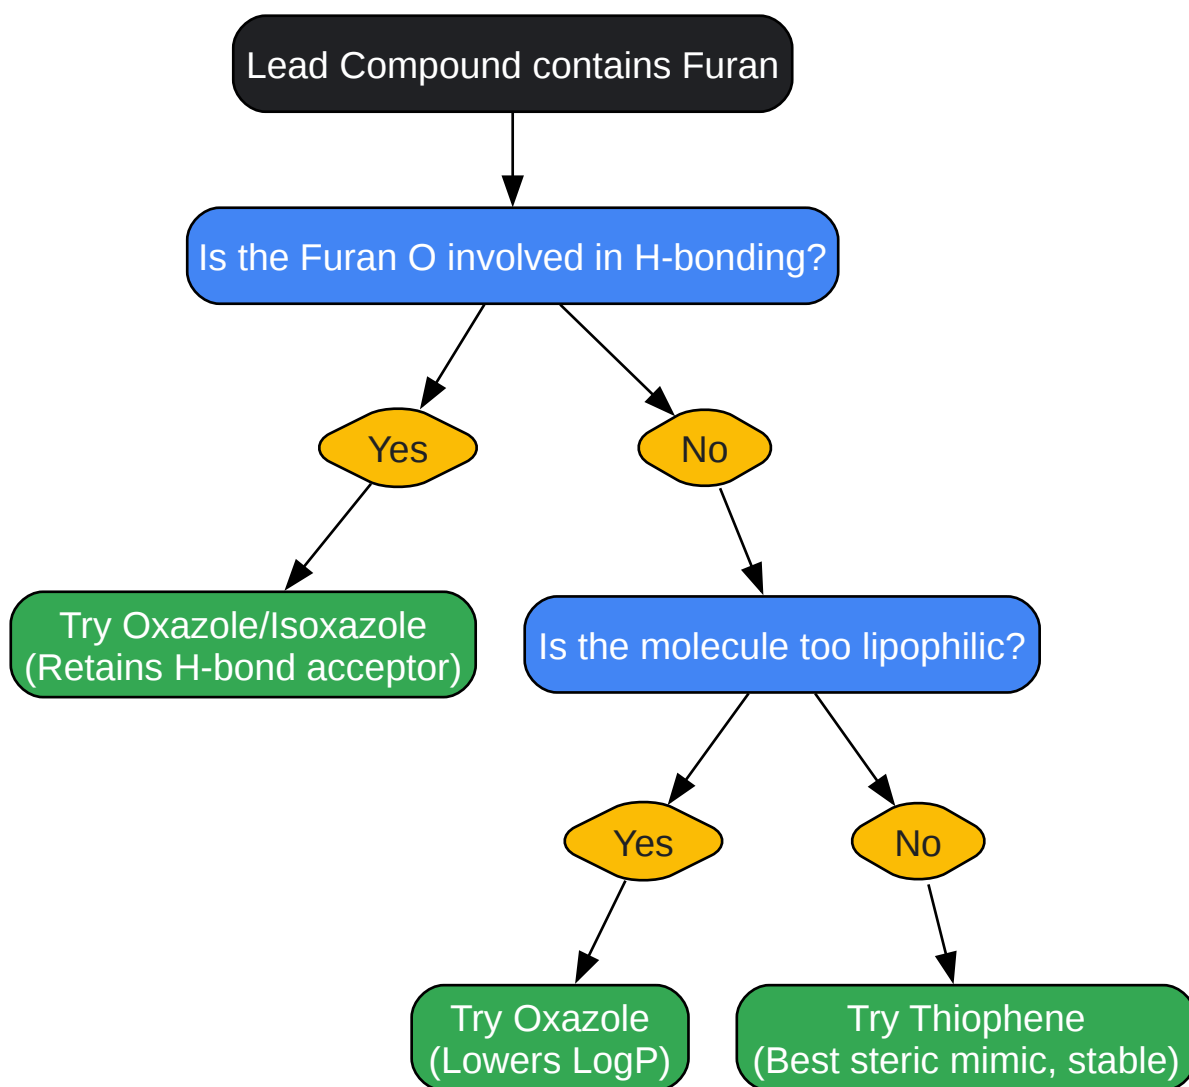 Lead Compound contains Furan
Is the Furan O involved in H-bonding?
Yes
No
Try Oxazole/Isoxazole
(Retains H-bond acceptor)
Is the molecule too lipophilic?
Yes
No
Try Oxazole
(Lowers LogP)
Try Thiophene
(Best steric mimic, stable)